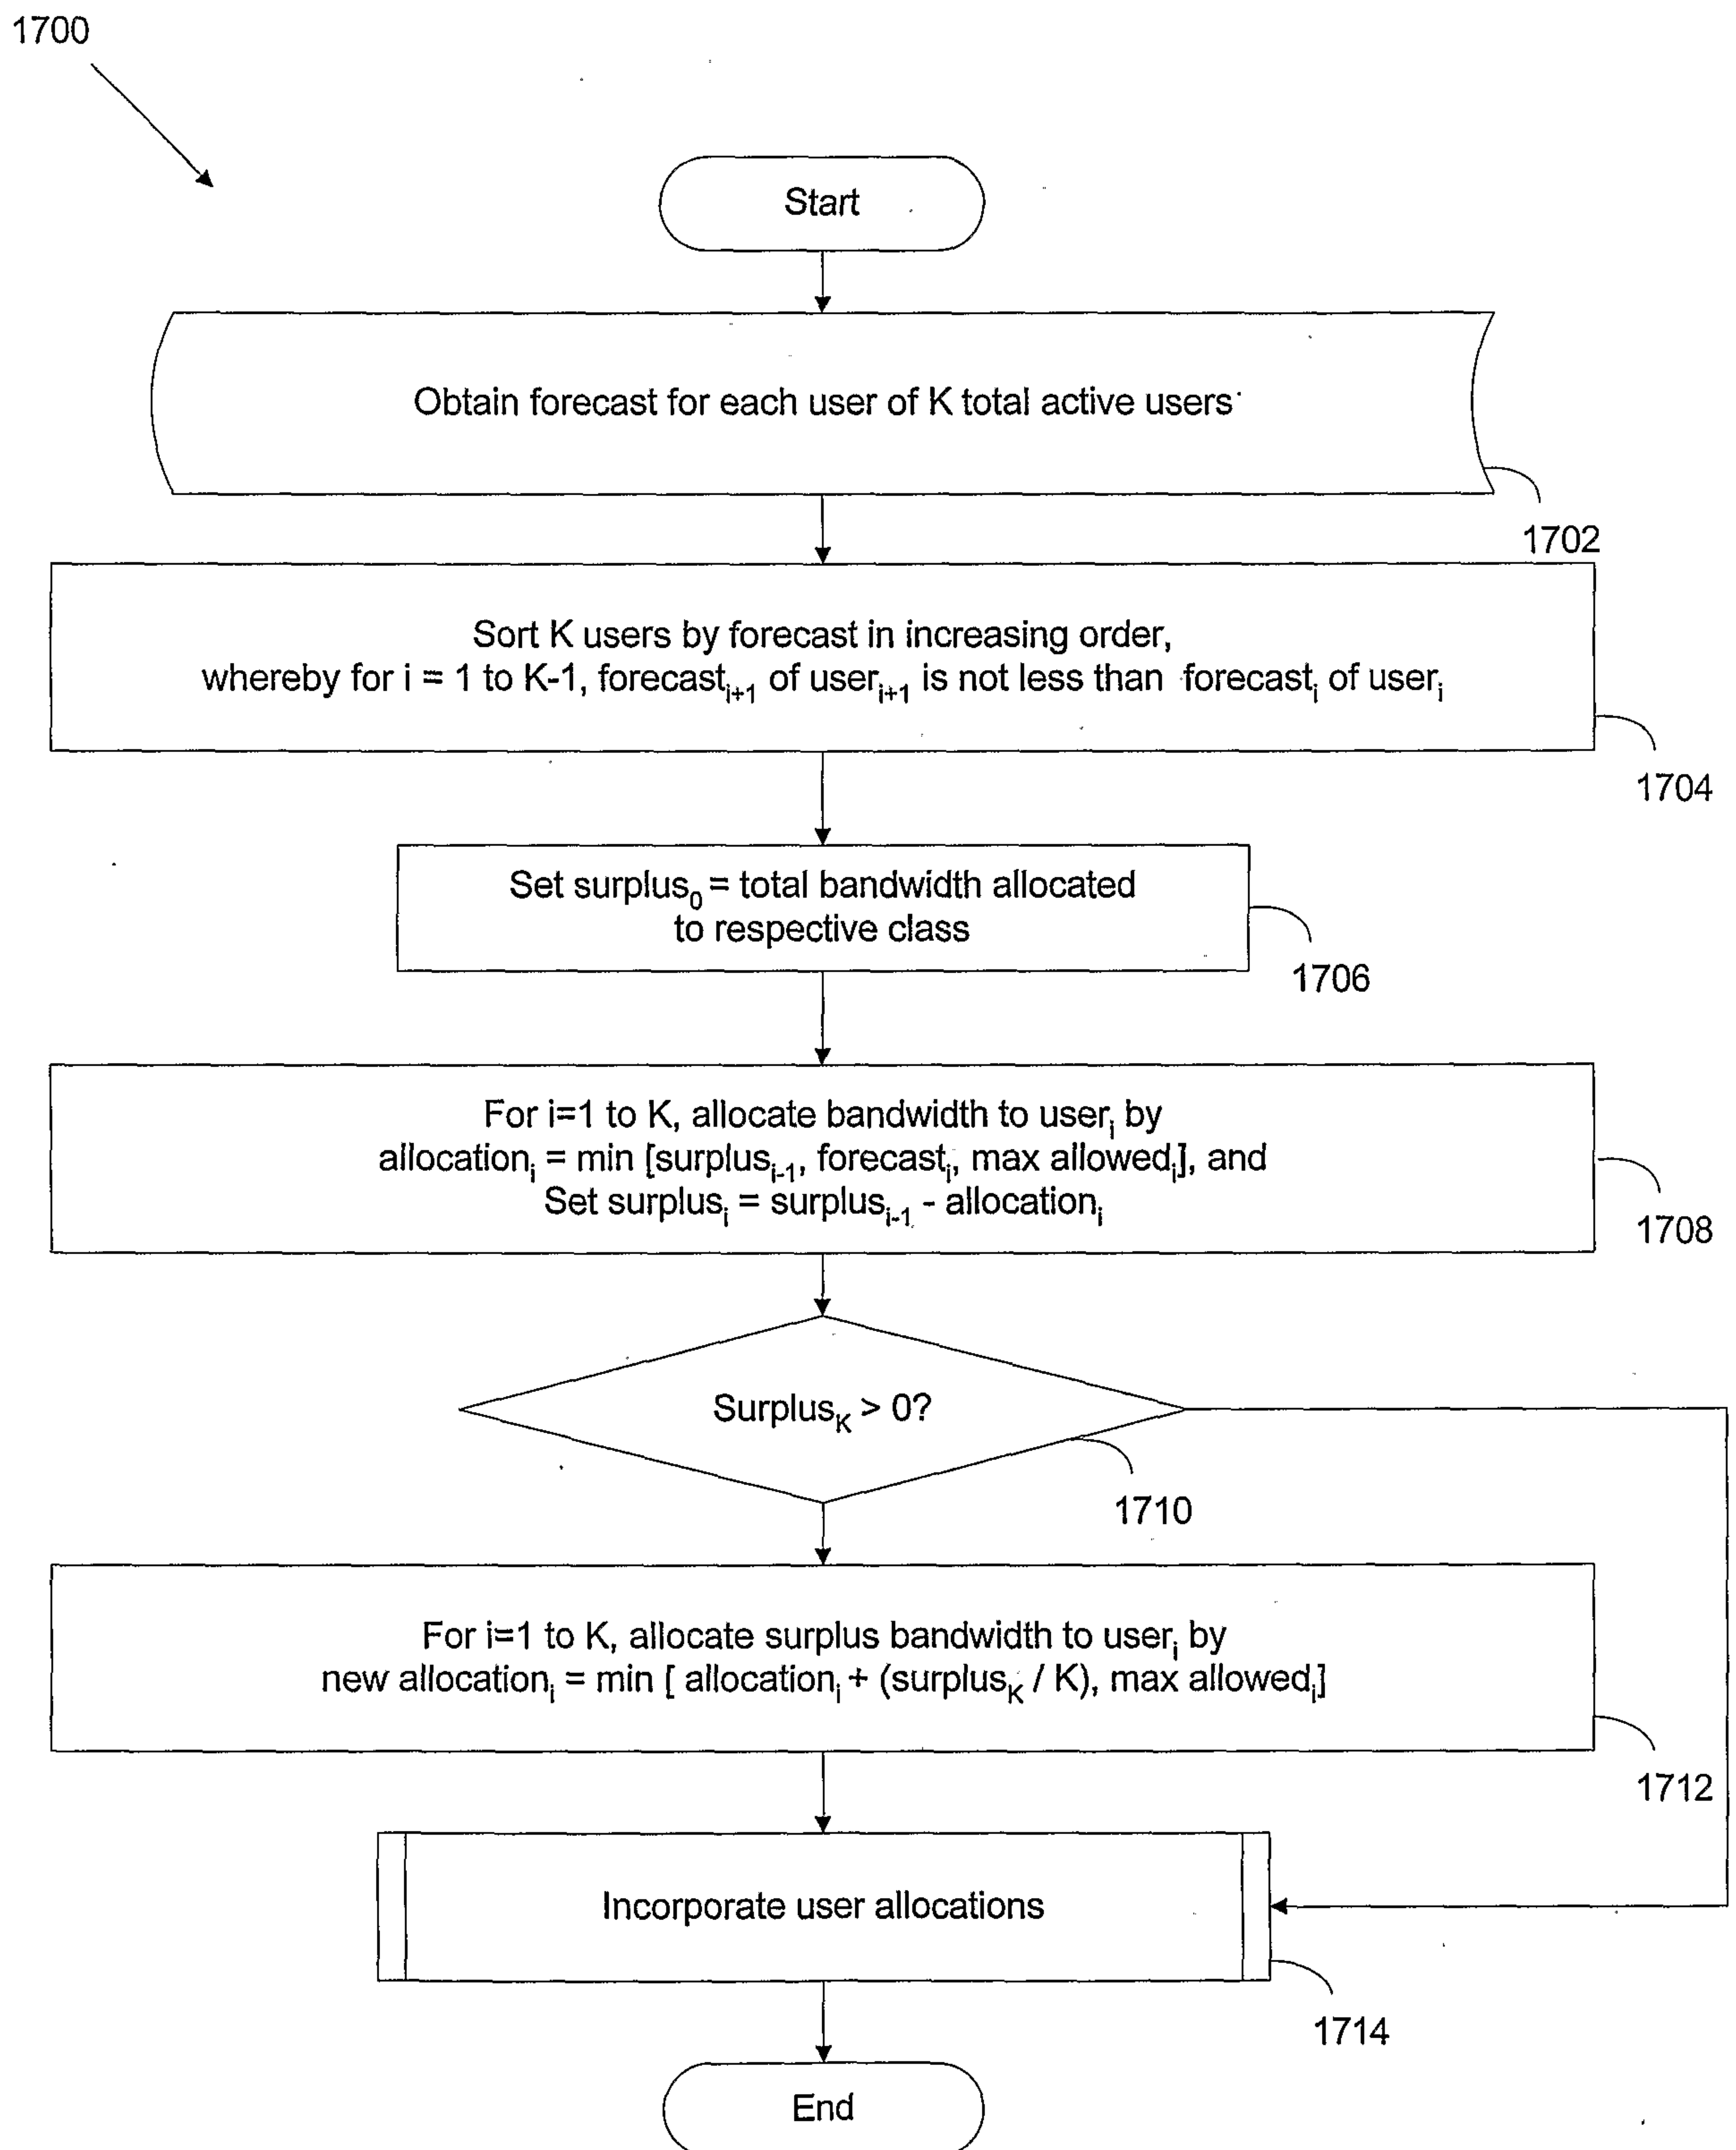 1700
Start
Obtain forecast for each user of K total active users
1702
Sort K users by forecast in increasing order,
whereby for i = 1 to K-1, forecastᵢ₊₁ of userᵢ₊₁ is not less than forecastᵢ of userᵢ
1704
Set surplus₀ = total bandwidth allocated
to respective class
1706
For i=1 to K, allocate bandwidth to userᵢ by
allocationᵢ = min [surplusᵢ₋₁, forecastᵢ, max allowedᵢ], and
Set surplusᵢ = surplusᵢ₋₁ - allocationᵢ
1708
Surplus_K > 0?
1710
For i=1 to K, allocate surplus bandwidth to userᵢ by
new allocationᵢ = min [ allocationᵢ + (surplus_K / K), max allowedᵢ]
1712
Incorporate user allocations
1714
End